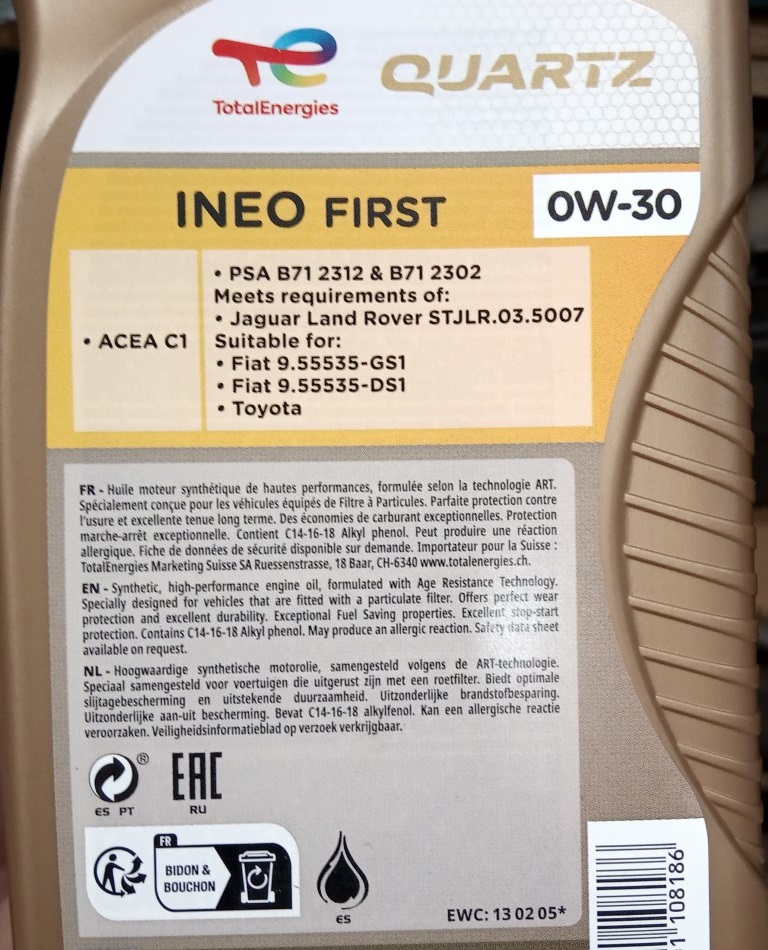 TotalEnergies
QUARTZ
INEO FIRST
0W-30
• ACEA C1
• PSA B71 2312 & B71 2302
Meets requirements of:
• Jaguar Land Rover STJLR.03.5007
Suitable for:
• Fiat 9.55535-GS1
• Fiat 9.55535-DS1
• Toyota
FR - Huile moteur synthétique de hautes performances, formulée selon la technologie ART.
Spécialement conçue pour les véhicules équipés de Filtre à Particules. Parfaite protection contre
l'usure et excellente tenue long terme. Des économies de carburant exceptionnelles. Protection
marche-arrêt exceptionnelle. Contient C14-16-18 Alkyl phenol. Peut produire une réaction
allergique. Fiche de données de sécurité disponible sur demande. Importateur pour la Suisse :
TotalEnergies Marketing Suisse SA Ruessenstrasse, 18 Baar, CH-6340 www.totalenergies.ch.
EN - Synthetic, high-performance engine oil, formulated with Age Resistance Technology.
Specially designed for vehicles that are fitted with a particulate filter. Offers perfect wear
protection and excellent durability. Exceptional Fuel Saving properties. Excellent stop-start
protection. Contains C14-16-18 Alkyl phenol. May produce an allergic reaction. Safety data sheet
available on request.
NL - Hoogwaardige synthetische motorolie, samengesteld volgens de ART-technologie.
Speciaal samengesteld voor voertuigen die uitgerust zijn met een roetfilter. Biedt optimale
slijtagebescherming en uitstekende duurzaamheid. Uitzonderlijke brandstofbesparing.
Uitzonderlijke aan-uit bescherming. Bevat C14-16-18 alkylfenol. Kan een allergische reactie
veroorzaken. Veiligheidsinformatieblad op verzoek verkrijgbaar.
®
ES PT
EAC
RU
FR
BIDON &
BOUCHON
ES
EWC: 13 02 05*
108186